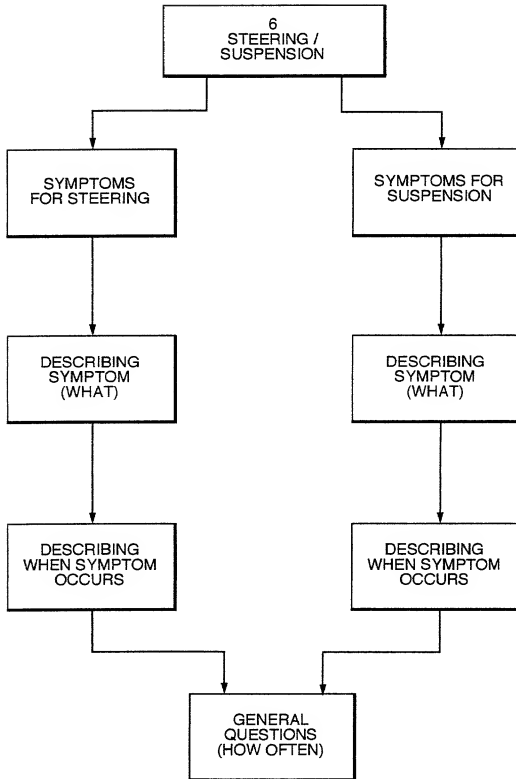 6
STEERING /
SUSPENSION
SYMPTOMS
FOR STEERING
SYMPTOMS FOR
SUSPENSION
DESCRIBING
SYMPTOM
(WHAT)
DESCRIBING
SYMPTOM
(WHAT)
DESCRIBING
WHEN SYMPTOM
OCCURS
DESCRIBING
WHEN SYMPTOM
OCCURS
GENERAL
QUESTIONS
(HOW OFTEN)